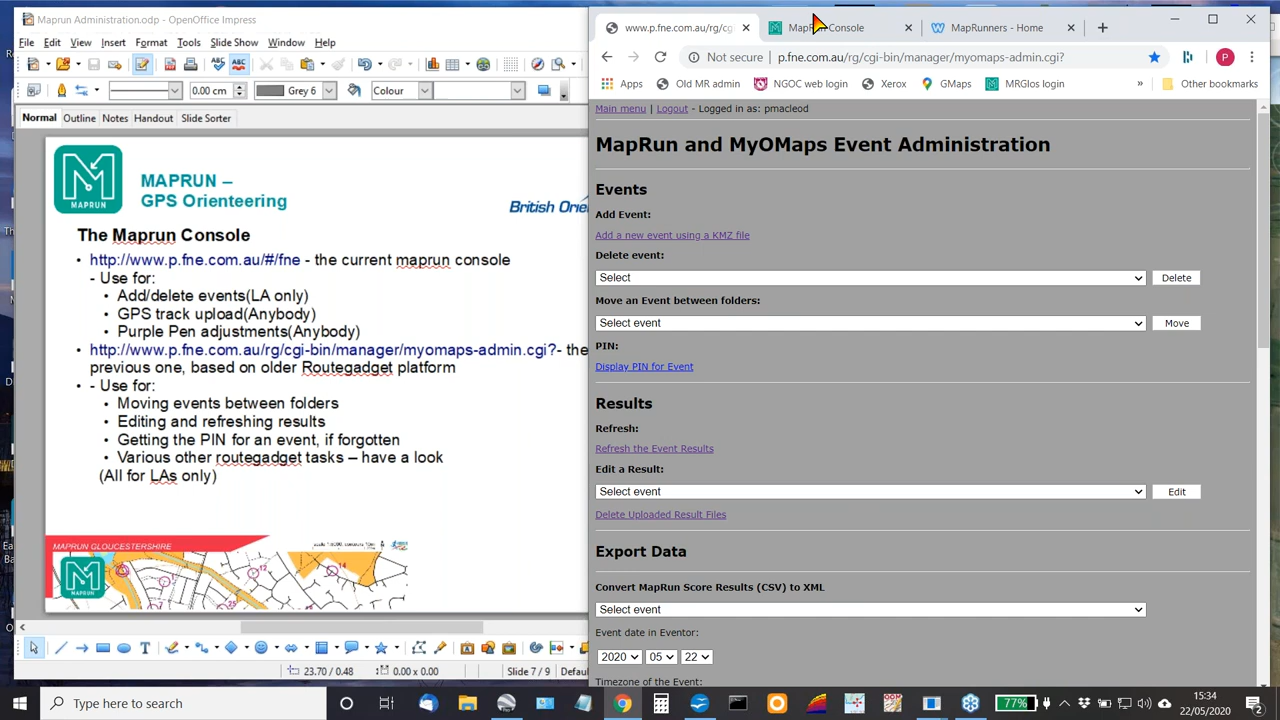 Maprun Administration.odp - OpenOffice Impress
File Edit View Insert Format Tools Slide Show Window Help
0.00 cm Grey 6 Colour
Normal Outline Notes Handout Slide Sorter
MAPRUN
MAPRUN –
GPS Orienteering
British Orie
The Maprun Console
• http://www.p.fne.com.au/#/fne - the current maprun console
- Use for:
• Add/delete events(LA only)
• GPS track upload(Anybody)
• Purple Pen adjustments(Anybody)
• http://www.p.fne.com.au/rg/cgi-bin/manager/myomaps-admin.cgi?- the
previous one, based on older Routegadget platform
• - Use for:
• Moving events between folders
• Editing and refreshing results
• Getting the PIN for an event, if forgotten
• Various other routegadget tasks – have a look
(All for LAs only)
MAPRUN GLOUCESTERSHIRE
MAPRUN
12
14
25
23.70 / 0.48 0.00 x 0.00 Slide 7 / 9 Defau
www.p.fne.com.au/rg/cgi
Console
MapRunners - Home
Not secure p.fne.com.au/rg/cgi-bin/manager/myomaps-admin.cgi?
P
Apps Old MR admin NGOC web login Xerox GMaps MRGlos login » Other bookmarks
Main menu | Logout - Logged in as: pmacleod
MapRun and MyOMaps Event Administration
Events
Add Event:
Add a new event using a KMZ file
Delete event:
Select Delete
Move an Event between folders:
Select event Move
PIN:
Display PIN for Event
Results
Refresh:
Refresh the Event Results
Edit a Result:
Select event Edit
Delete Uploaded Result Files
Export Data
Convert MapRun Score Results (CSV) to XML
Select event
Event date in Eventor:
2020 05 22
Timezone of the Event:
Type here to search
77%
15:34
22/05/2020